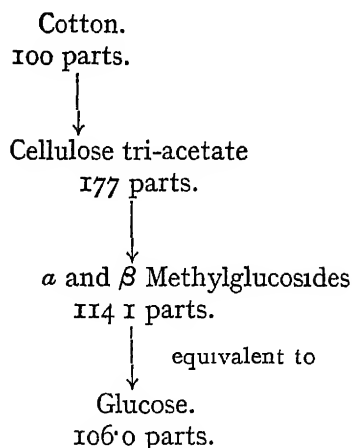 Cotton.
100 parts.
Cellulose tri-acetate
177 parts.
α and β Methylglucosides
114 1 parts.
equivalent to
Glucose.
106·0 parts.